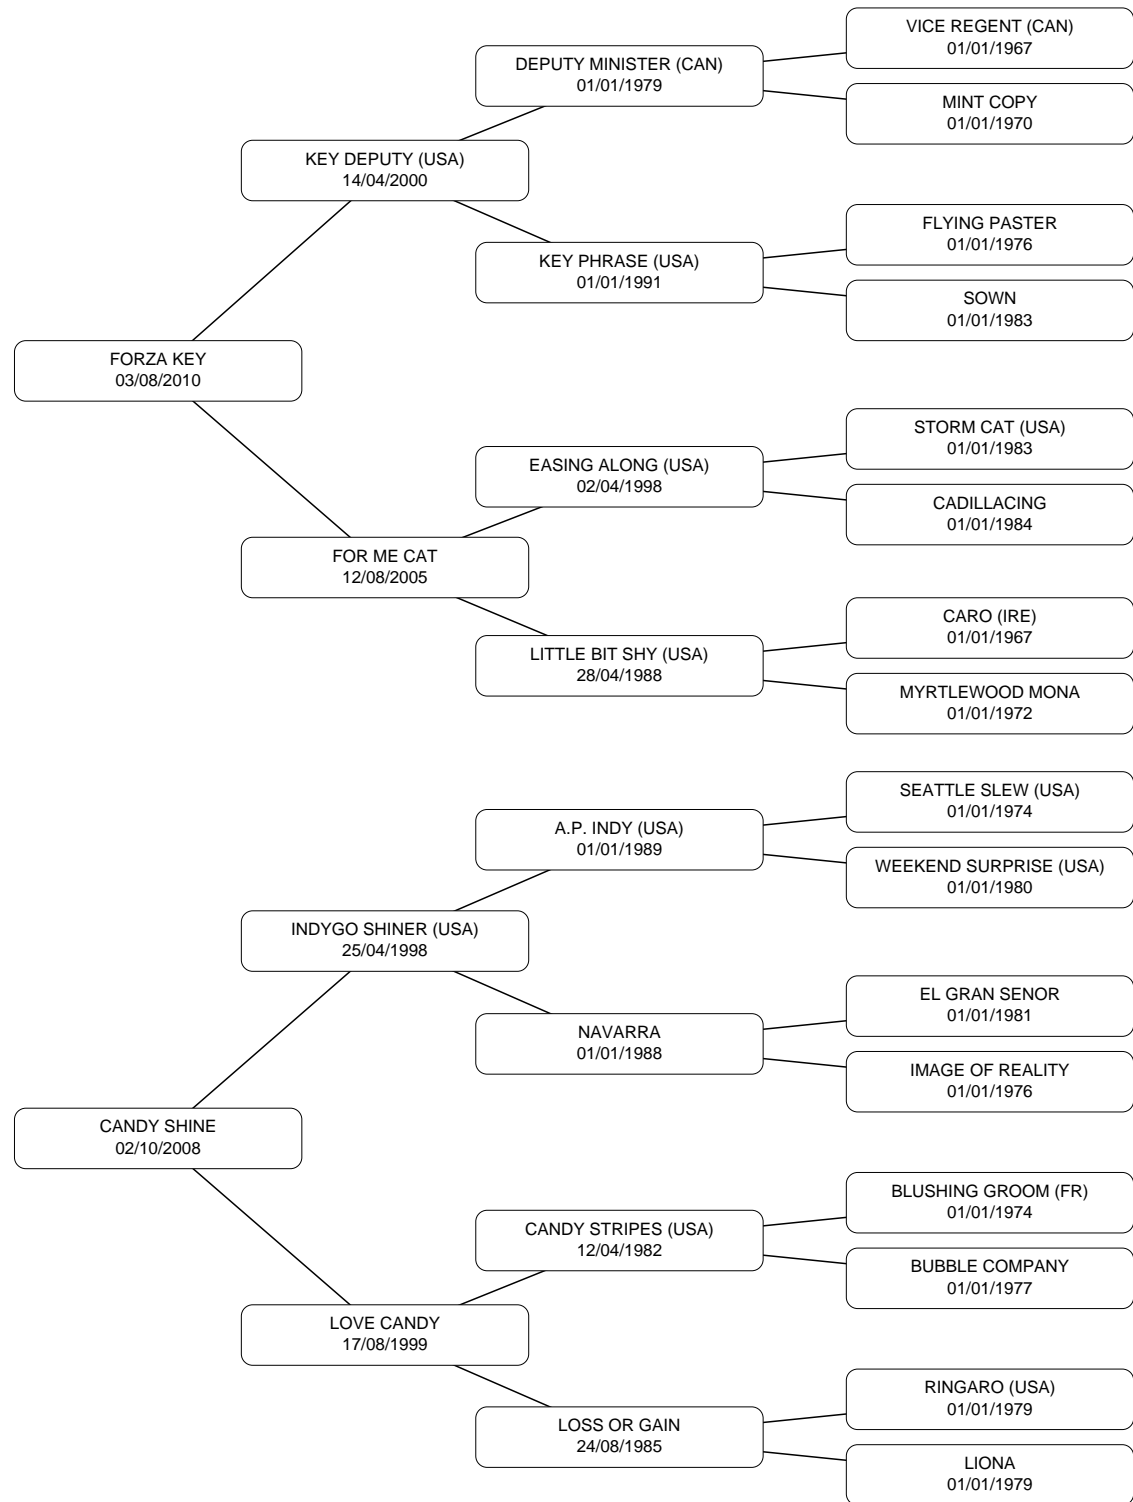 VICE REGENT (CAN)
01/01/1967
DEPUTY MINISTER (CAN)
01/01/1979
MINT COPY
01/01/1970
KEY DEPUTY (USA)
14/04/2000
FLYING PASTER
01/01/1976
KEY PHRASE (USA)
01/01/1991
SOWN
01/01/1983
FORZA KEY
03/08/2010
STORM CAT (USA)
01/01/1983
EASING ALONG (USA)
02/04/1998
CADILLACING
01/01/1984
FOR ME CAT
12/08/2005
CARO (IRE)
01/01/1967
LITTLE BIT SHY (USA)
28/04/1988
MYRTLEWOOD MONA
01/01/1972
SEATTLE SLEW (USA)
01/01/1974
A.P. INDY (USA)
01/01/1989
WEEKEND SURPRISE (USA)
01/01/1980
INDYGO SHINER (USA)
25/04/1998
EL GRAN SENOR
01/01/1981
NAVARRA
01/01/1988
IMAGE OF REALITY
01/01/1976
CANDY SHINE
02/10/2008
BLUSHING GROOM (FR)
01/01/1974
CANDY STRIPES (USA)
12/04/1982
BUBBLE COMPANY
01/01/1977
LOVE CANDY
17/08/1999
RINGARO (USA)
01/01/1979
LOSS OR GAIN
24/08/1985
LIONA
01/01/1979